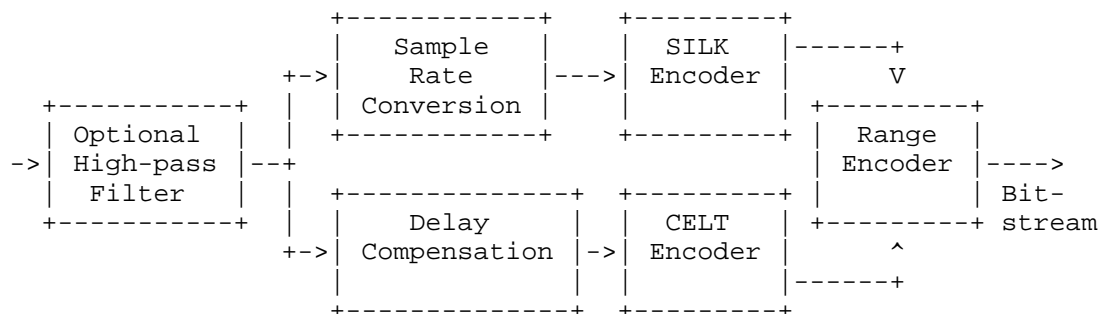 Sample
Rate
Conversion
SILK
Encoder
Optional
High-pass
Filter
Range
Encoder
Bit-
stream
Delay
Compensation
CELT
Encoder